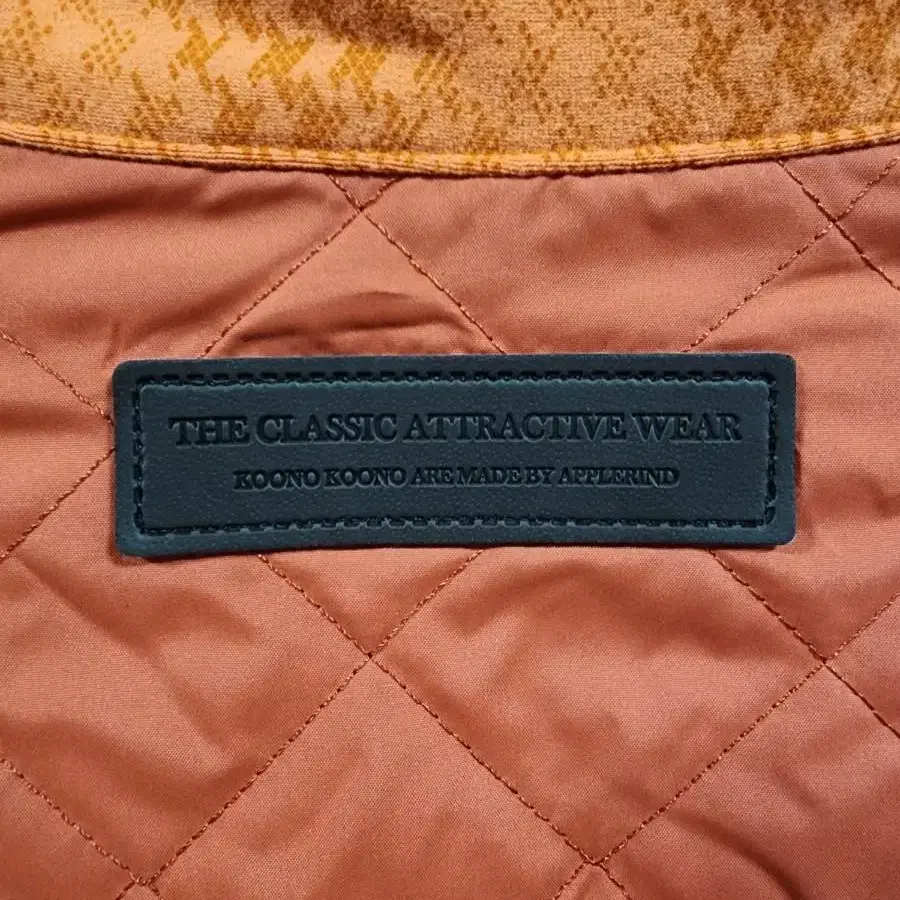 THE CLASSIC ATTRACTIVE WEAR
KOONO KOONO ARE MADE BY APPLERIND